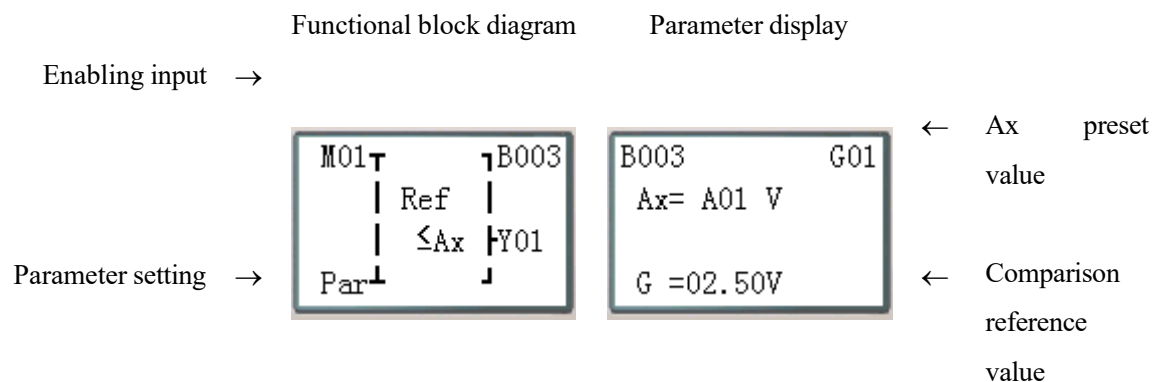 Functional block diagram Parameter display
Enabling input →
← Ax preset
value
M01 B003
Ref
≤Ax Y01
Par
B003 G01
Ax= A01 V
G =02.50V
Parameter setting →
← Comparison
reference
value